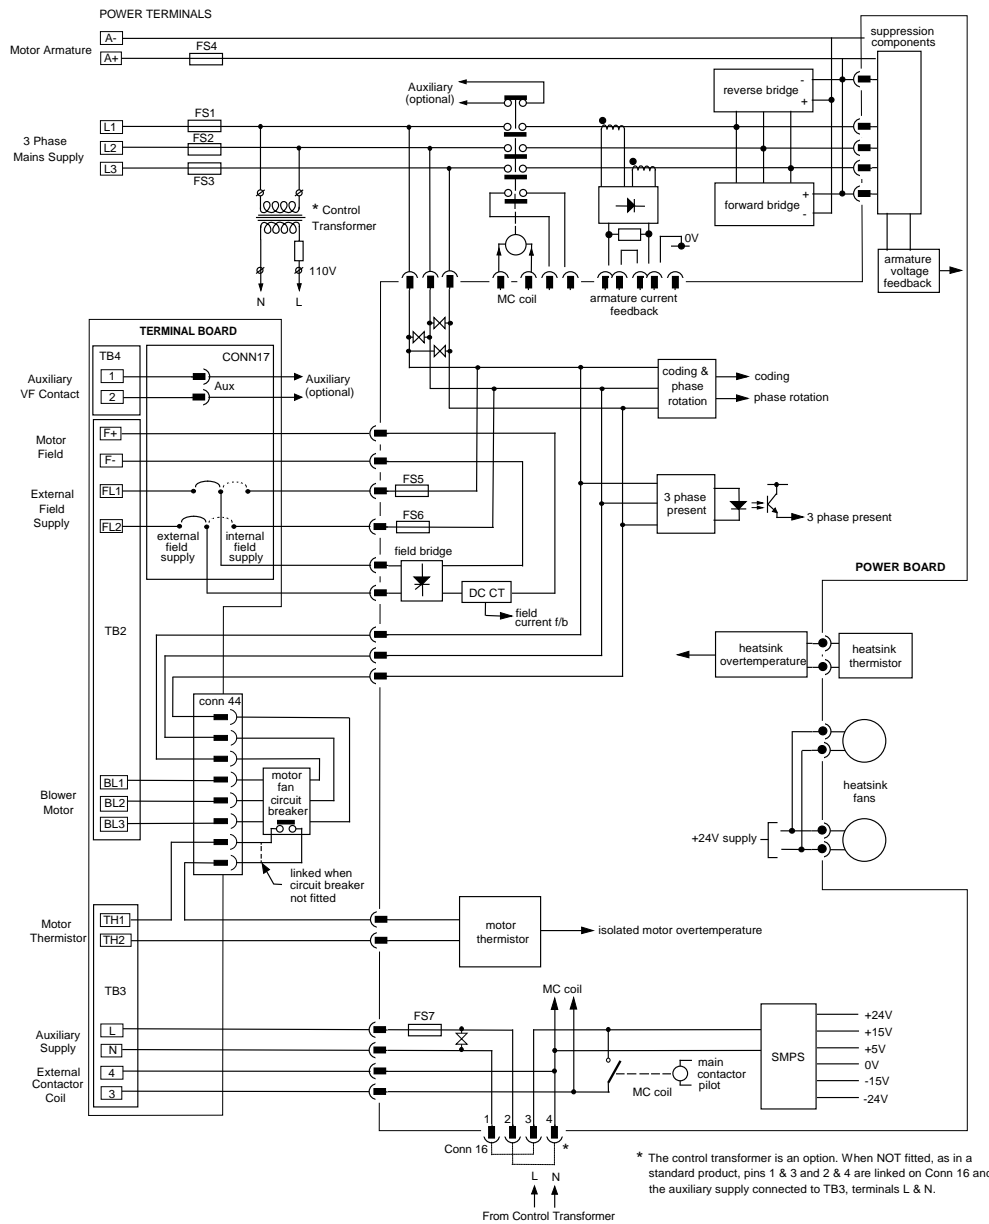 POWER TERMINALS
Motor Armature
A-
A+
FS4
suppression
components
Auxiliary
(optional)
reverse bridge
-
+
3 Phase
Mains Supply
L1
L2
L3
FS1
FS2
FS3
* Control
Transformer
110V
N
L
forward bridge
+
-
0V
MC coil
armature current
feedback
armature
voltage
feedback
TERMINAL BOARD
TB4
CONN17
Auxiliary
VF Contact
1
2
Aux
Auxiliary
(optional)
coding &
phase
rotation
coding
phase rotation
Motor
Field
F+
F-
External
Field
Supply
FL1
FL2
FS5
FS6
external
field
supply
internal
field
supply
field bridge
DC CT
field
current f/b
3 phase
present
3 phase present
POWER BOARD
TB2
heatsink
overtemperature
heatsink
thermistor
conn 44
Blower
Motor
BL1
BL2
BL3
motor
fan
circuit
breaker
linked when
circuit breaker
not fitted
heatsink
fans
+24V supply
Motor
Thermistor
TH1
TH2
motor
thermistor
isolated motor overtemperature
TB3
Auxiliary
Supply
L
N
External
Contactor
Coil
4
3
FS7
MC coil
MC coil
main
contactor
pilot
SMPS
+24V
+15V
+5V
0V
-15V
-24V
1
2
3
4
Conn 16
*
L
N
From Control Transformer
* The control transformer is an option. When NOT fitted, as in a
standard product, pins 1 & 3 and 2 & 4 are linked on Conn 16 and
the auxiliary supply connected to TB3, terminals L & N.